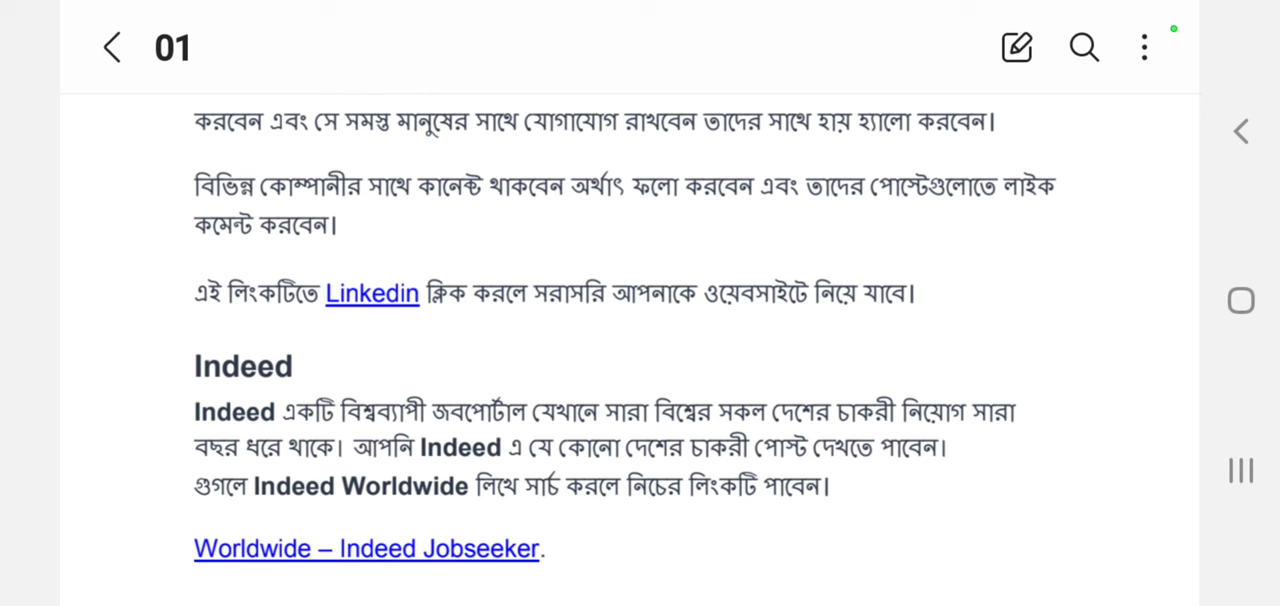 01
করবেন এবং সে সমস্ত মানুষের সাথে যোগাযোগ রাখবেন তাদের সাথে হায় হ্যালো করবেন।
বিভিন্ন কোম্পানীর সাথে কানেক্ট থাকবেন অর্থাৎ ফলো করবেন এবং তাদের পোস্টেগুলোতে লাইক
কমেন্ট করবেন।
এই লিংকটিতে Linkedin ক্লিক করলে সরাসরি আপনাকে ওয়েবসাইটে নিয়ে যাবে।
Indeed
Indeed একটি বিশ্বব্যাপী জবপোর্টাল যেখানে সারা বিশ্বের সকল দেশের চাকরী নিয়োগ সারা
বছর ধরে থাকে। আপনি Indeed এ যে কোনো দেশের চাকরী পোস্ট দেখতে পাবেন।
গুগলে Indeed Worldwide লিখে সার্চ করলে নিচের লিংকটি পাবেন।
Worldwide – Indeed Jobseeker.